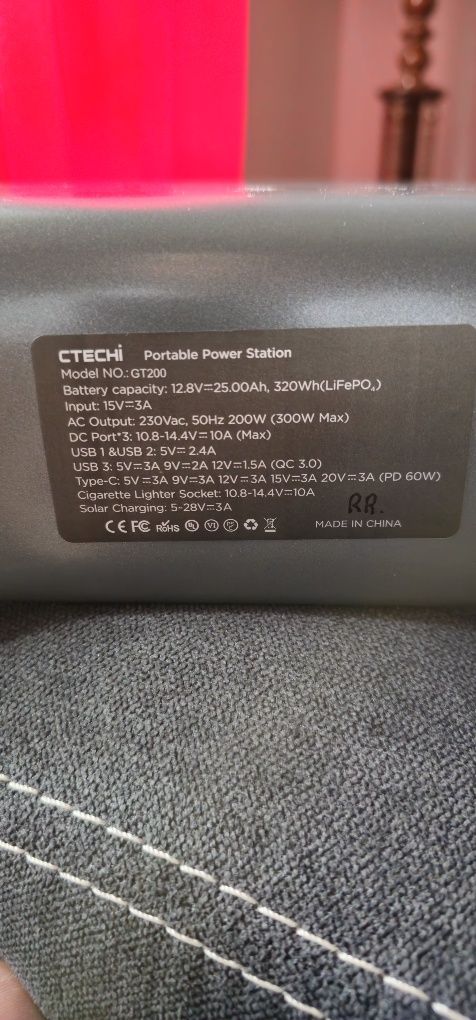 CTECHi Portable Power Station
Model NO.: GT200
Battery capacity: 12.8V⎓25.00Ah, 320Wh(LiFePO₄)
Input: 15V⎓3A
AC Output: 230Vac, 50Hz 200W (300W Max)
DC Port*3: 10.8-14.4V⎓10A (Max)
USB 1 &USB 2: 5V⎓ 2.4A
USB 3: 5V⎓3A 9V⎓2A 12V⎓1.5A (QC 3.0)
Type-C: 5V⎓3A 9V⎓3A 12V⎓3A 15V⎓3A 20V⎓3A (PD 60W)
Cigarette Lighter Socket: 10.8-14.4V⎓10A
Solar Charging: 5-28V⎓3A
RR.
CE FC RoHS VI MADE IN CHINA